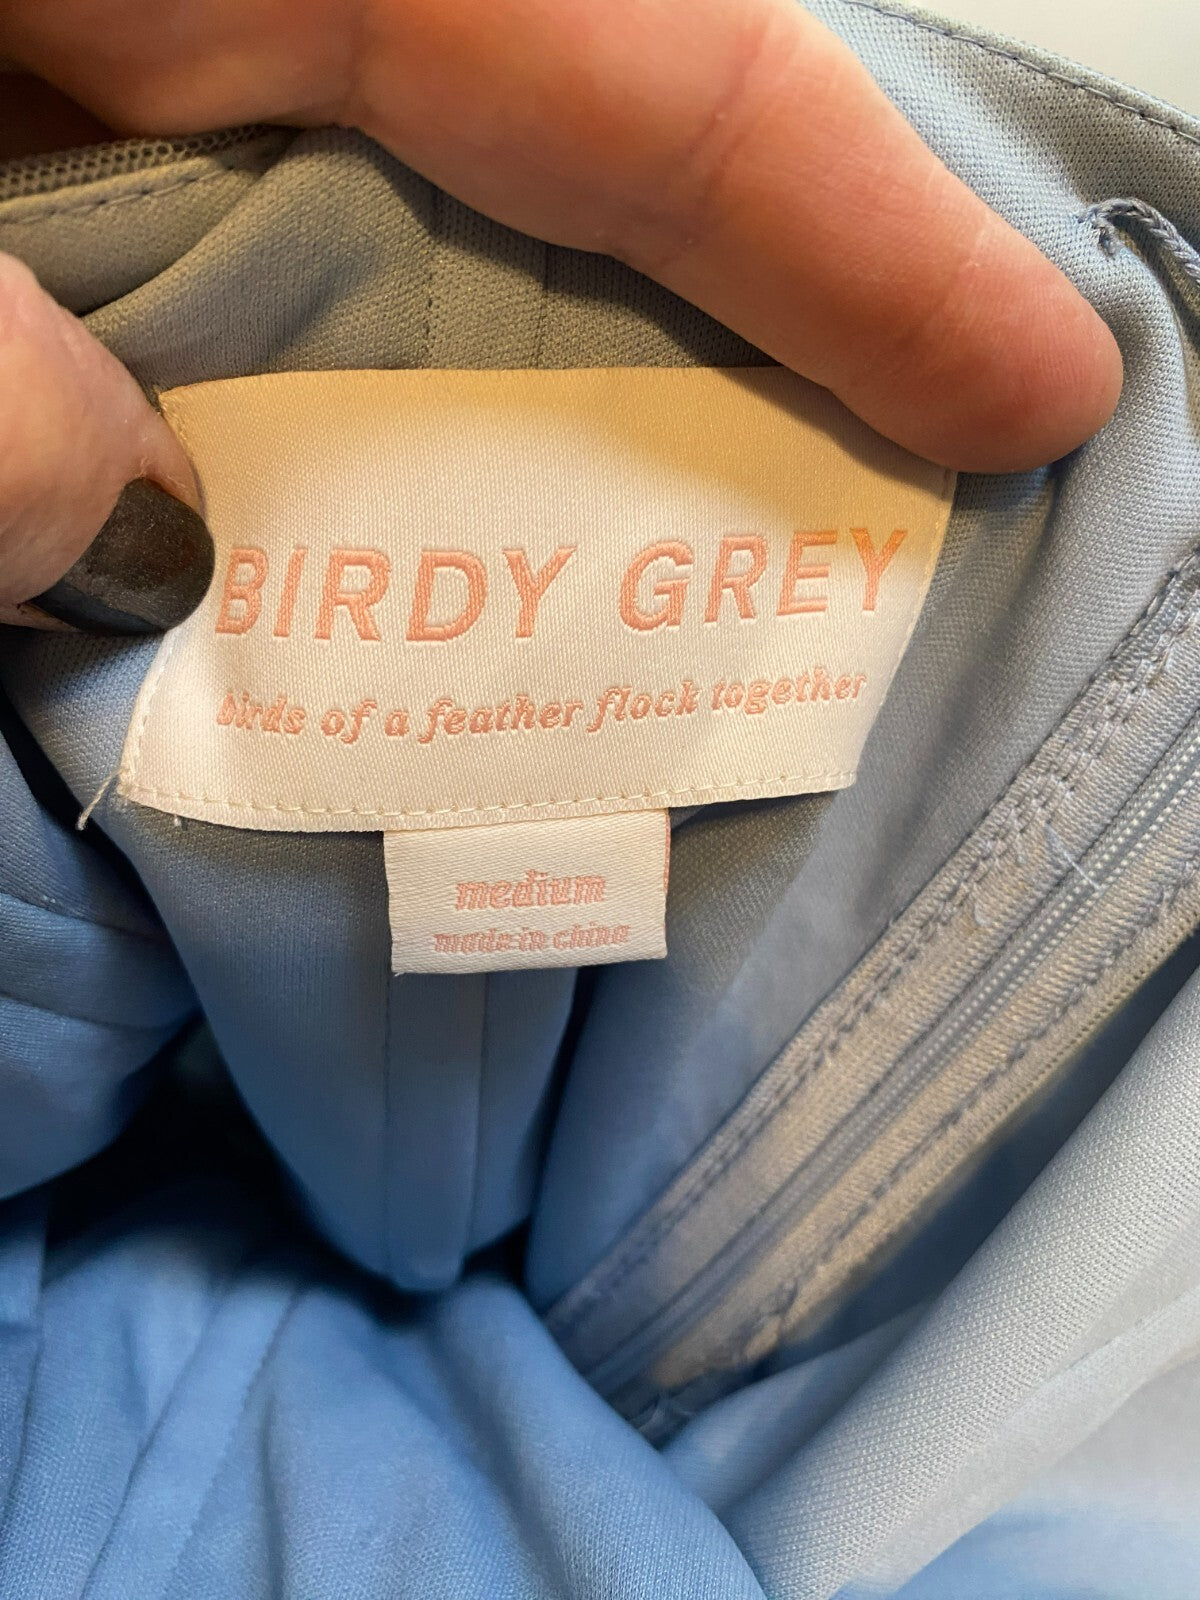 BIRDY GREY
birds of a feather flock together
medium
made in china